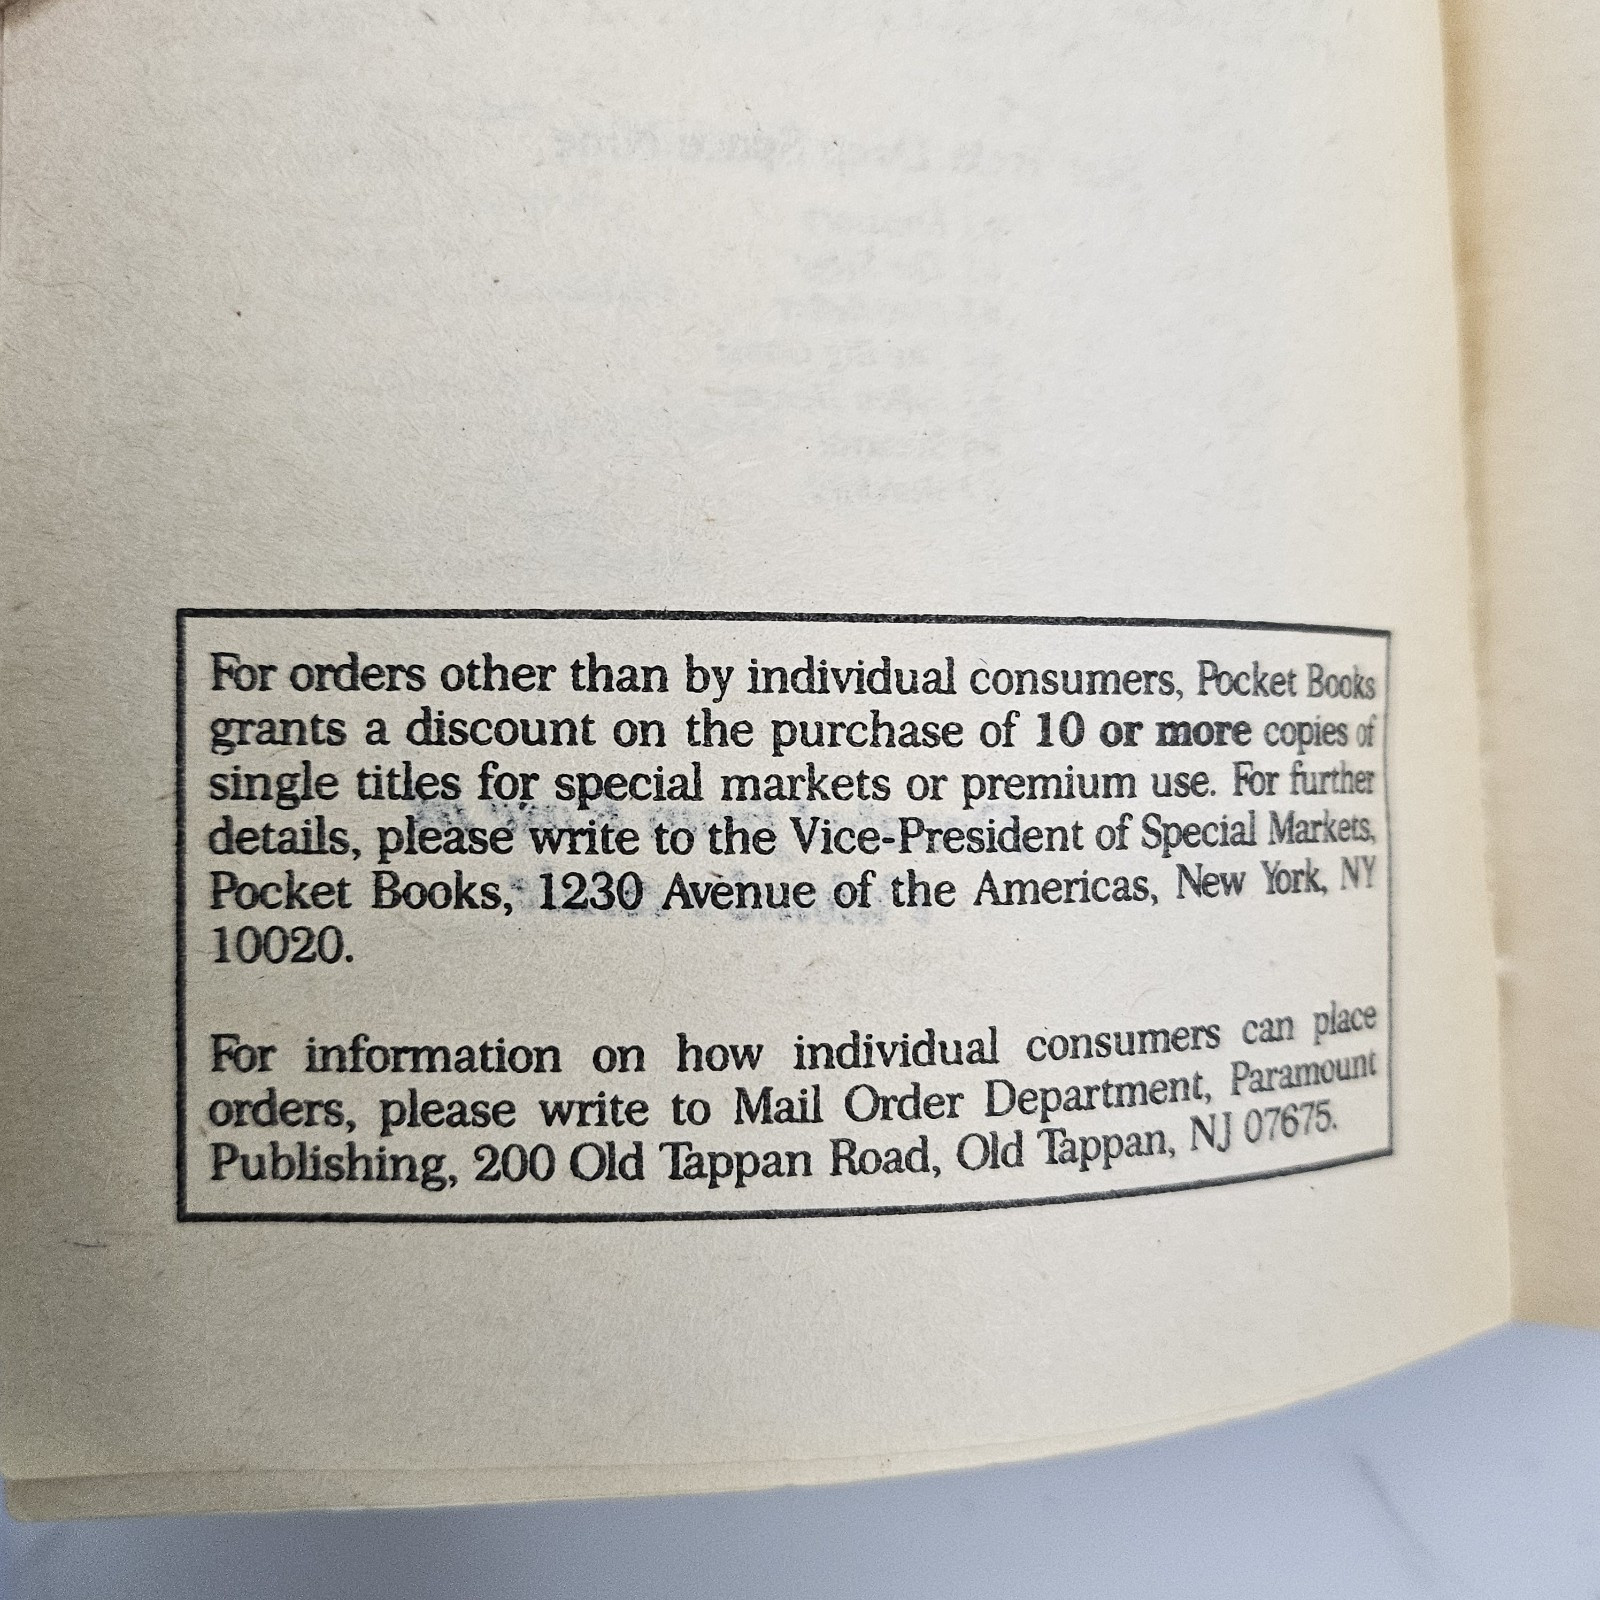 For orders other than by individual consumers, Pocket Books
grants a discount on the purchase of 10 or more copies of
single titles for special markets or premium use. For further
details, please write to the Vice-President of Special Markets,
Pocket Books, 1230 Avenue of the Americas, New York, NY
10020.
For information on how individual consumers can place
orders, please write to Mail Order Department, Paramount
Publishing, 200 Old Tappan Road, Old Tappan, NJ 07675.